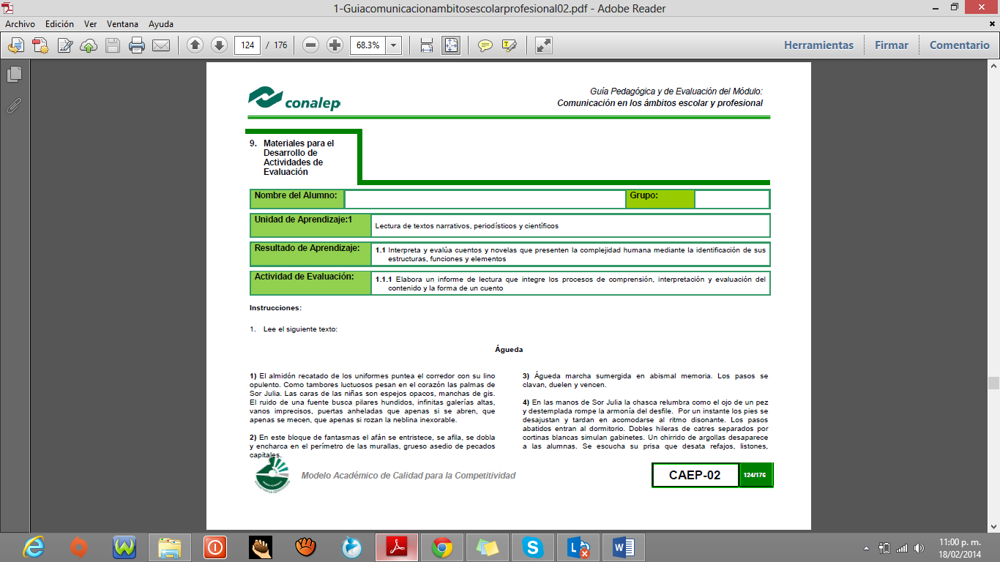 1-Guiacomunicacionambitosescolarprofesional02.pdf - Adobe Reader
Archivo Edición Ver Ventana Ayuda
124 / 176 68.3% Herramientas Firmar Comentario
conalep
Guía Pedagógica y de Evaluación del Módulo:
Comunicación en los ámbitos escolar y profesional
9. Materiales para el
Desarrollo de
Actividades de
Evaluación
Nombre del Alumno: Grupo:
Unidad de Aprendizaje:1 Lectura de textos narrativos, periodísticos y científicos
Resultado de Aprendizaje: 1.1 Interpreta y evalúa cuentos y novelas que presenten la complejidad humana mediante la identificación de sus
estructuras, funciones y elementos
Actividad de Evaluación: 1.1.1 Elabora un informe de lectura que integre los procesos de comprensión, interpretación y evaluación del
contenido y la forma de un cuento
Instrucciones:
1. Lee el siguiente texto:
Águeda
1) El almidón recatado de los uniformes puntea el corredor con su lino
opulento. Como tambores luctuosos pesan en el corazón las palmas de
Sor Julia. Las caras de las niñas son espejos opacos, manchas de gis.
El ruido de una fuente busca pilares hundidos, infinitas galerías altas,
vanos imprecisos, puertas anheladas que apenas si se abren, que
apenas se mecen, que apenas si rozan la neblina inexorable.
2) En este bloque de fantasmas el afán se entristece, se afila, se dobla
y encharca en el perímetro de las murallas, grueso asedio de pecados
capitales.
3) Águeda marcha sumergida en abismal memoria. Los pasos se
clavan, duelen y vencen.
4) En las manos de Sor Julia la chasca relumbra como el ojo de un pez
y destemplada rompe la armonía del desfile. Por un instante los pies se
desajustan y tardan en acomodarse al ritmo disonante. Los pasos
abatidos entran al dormitorio. Dobles hileras de catres separados por
cortinas blancas simulan gabinetes. Un chirrido de argollas desaparece
a las alumnas. Se escucha su prisa que desata refajos, listones,
Modelo Académico de Calidad para la Competitividad
CAEP-02 124/176
11:00 p. m.
18/02/2014